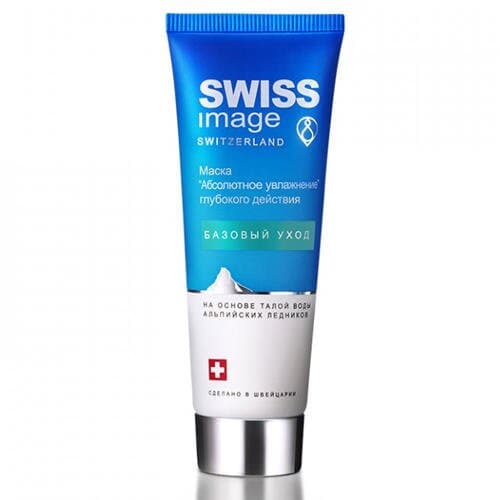 SWISS
image
SWITZERLAND
Маска
"Абсолютное увлажнение"
глубокого действия
БАЗОВЫЙ УХОД
НА ОСНОВЕ ТАЛОЙ ВОДЫ
АЛЬПИЙСКИХ ЛЕДНИКОВ
СДЕЛАНО В ШВЕЙЦАРИИ